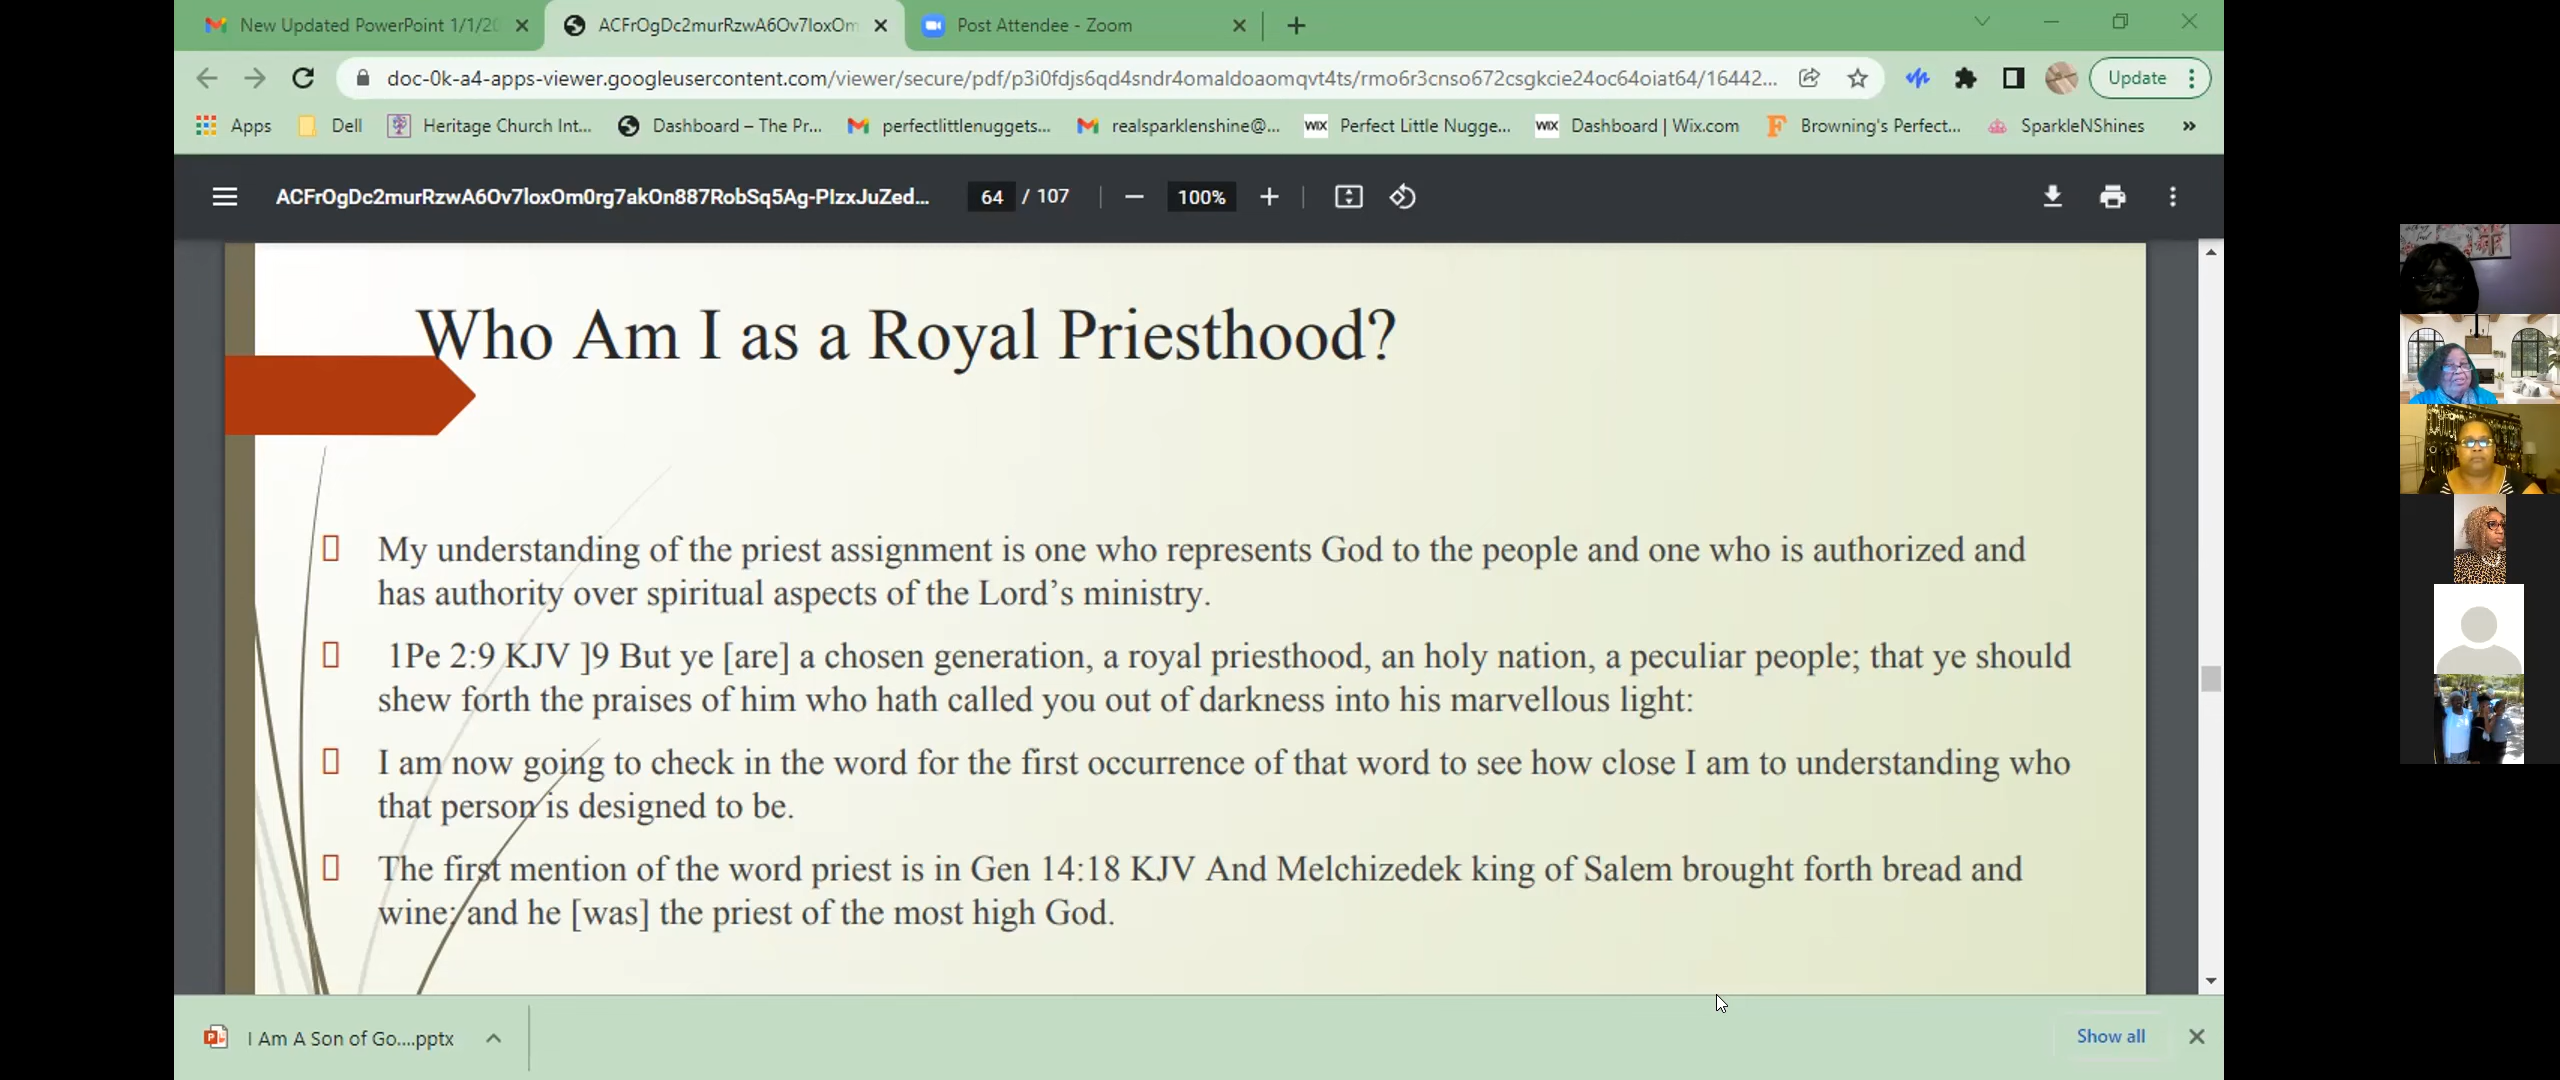 New Updated PowerPoint 1/1/20
ACFrOgDc2murRzwA6Ov7loxOm
Post Attendee - Zoom
doc-0k-a4-apps-viewer.googleusercontent.com/viewer/secure/pdf/p3i0fdjs6qd4sndr4omaldoaomqvt4ts/rmo6r3cnso672csgkcie24oc64oiat64/16442...
Update
Apps
Dell
Heritage Church Int...
Dashboard – The Pr...
perfectlittlenuggets...
realsparklenshine@...
WIX Perfect Little Nugge...
WIX Dashboard | Wix.com
Browning's Perfect...
SparkleNShines
»
ACFrOgDc2murRzwA6Ov7loxOm0rg7akOn887RobSq5Ag-PIzxJuZed...
64 / 107
100%
Who Am I as a Royal Priesthood?
My understanding of the priest assignment is one who represents God to the people and one who is authorized and
has authority over spiritual aspects of the Lord’s ministry.
1Pe 2:9 KJV ]9 But ye [are] a chosen generation, a royal priesthood, an holy nation, a peculiar people; that ye should
shew forth the praises of him who hath called you out of darkness into his marvellous light:
I am now going to check in the word for the first occurrence of that word to see how close I am to understanding who
that person is designed to be.
The first mention of the word priest is in Gen 14:18 KJV And Melchizedek king of Salem brought forth bread and
wine: and he [was] the priest of the most high God.
I Am A Son of Go....pptx
Show all